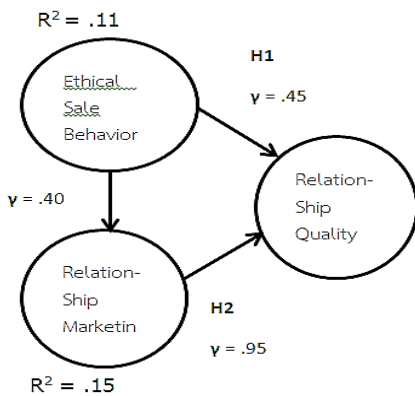 R² = .11
Ethical
Sale
Behavior
H1
γ = .45
γ = .40
Relation-
Ship
Quality
Relation-
Ship
Marketin
H2
γ = .95
R² = .15